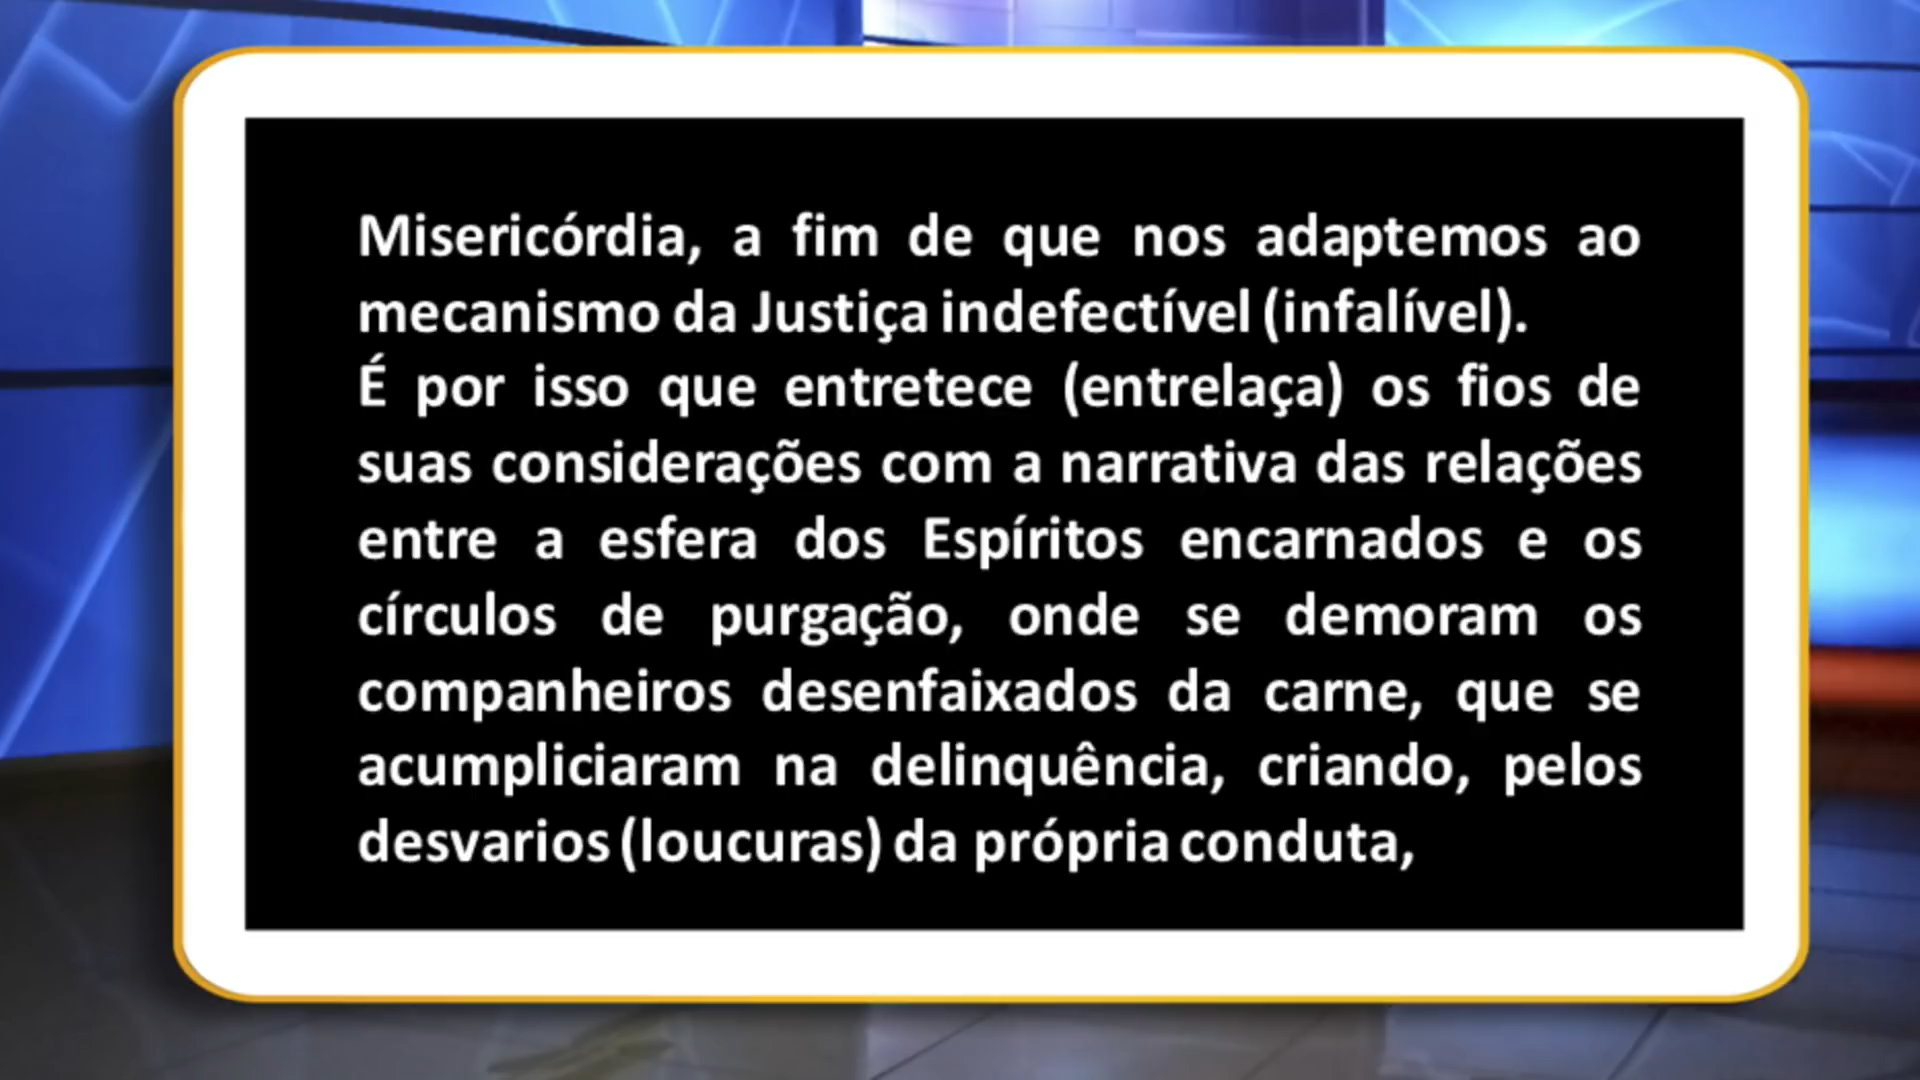 Misericórdia, a fim de que nos adaptemos ao
mecanismo da Justiça indefectível (infalível).
É por isso que entretece (entrelaça) os fios de
suas considerações com a narrativa das relações
entre a esfera dos Espíritos encarnados e os
círculos de purgação, onde se demoram os
companheiros desenfaixados da carne, que se
acumpliciaram na delinquência, criando, pelos
desvarios (loucuras) da própria conduta,